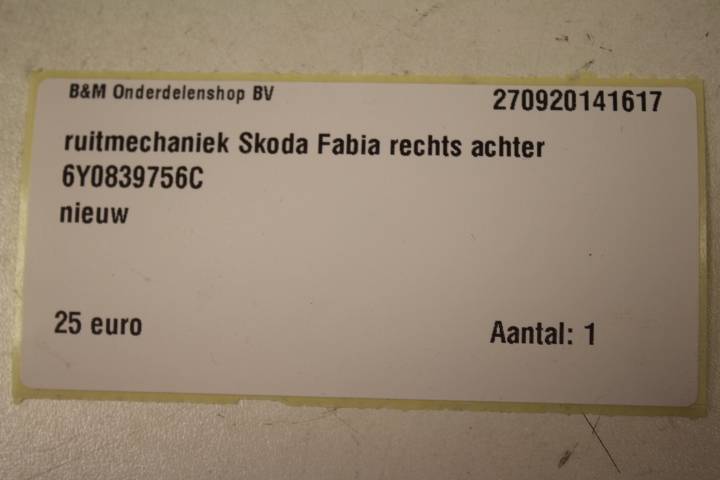 B&M Onderdelenshop BV 270920141617
ruitmechaniek Skoda Fabia rechts achter
6Y0839756C
nieuw
25 euro Aantal: 1